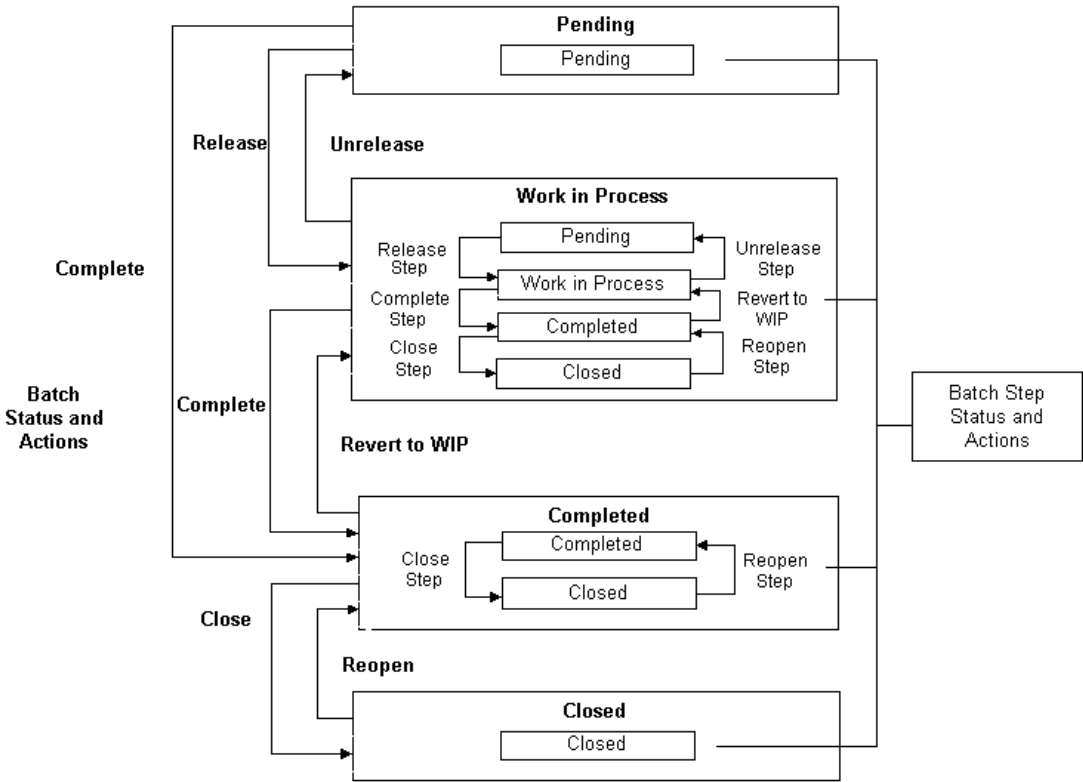 Pending
Pending
Release
Unrelease
Work in Process
Pending
Release
Step
Unrelease
Step
Complete
Work in Process
Complete
Step
Revert to
WIP
Completed
Close
Step
Reopen
Step
Closed
Batch
Status and
Actions
Complete
Batch Step
Status and
Actions
Revert to WIP
Completed
Completed
Close
Step
Reopen
Step
Closed
Close
Reopen
Closed
Closed